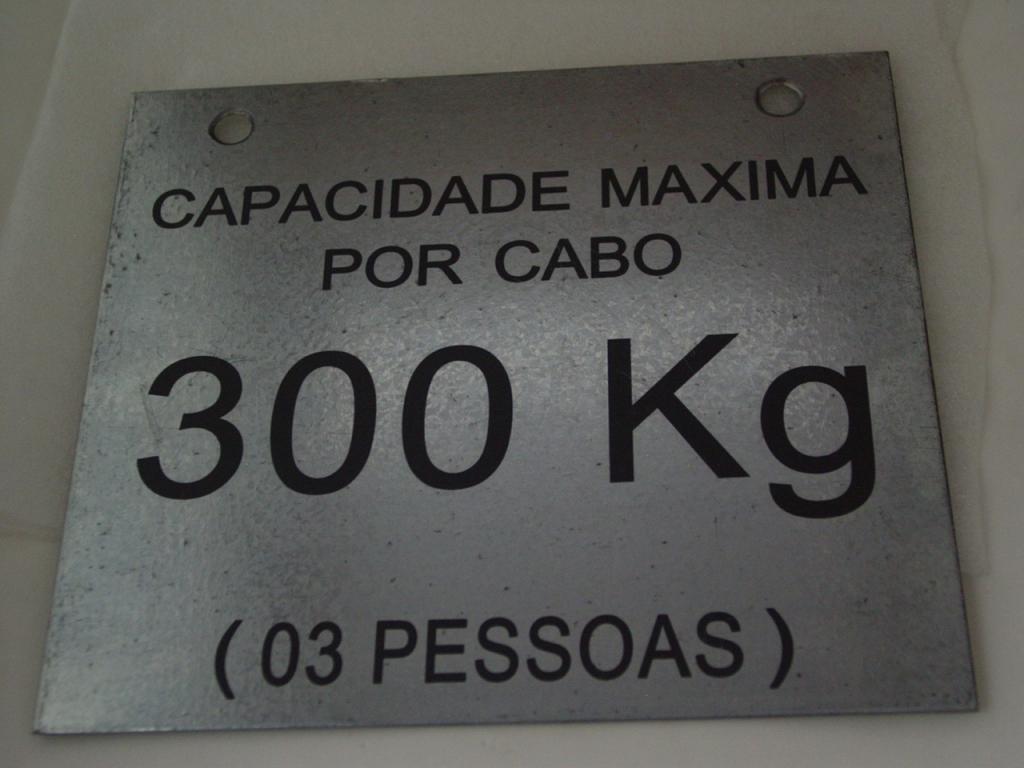 CAPACIDADE MAXIMA
POR CABO
300 Kg
( 03 PESSOAS )